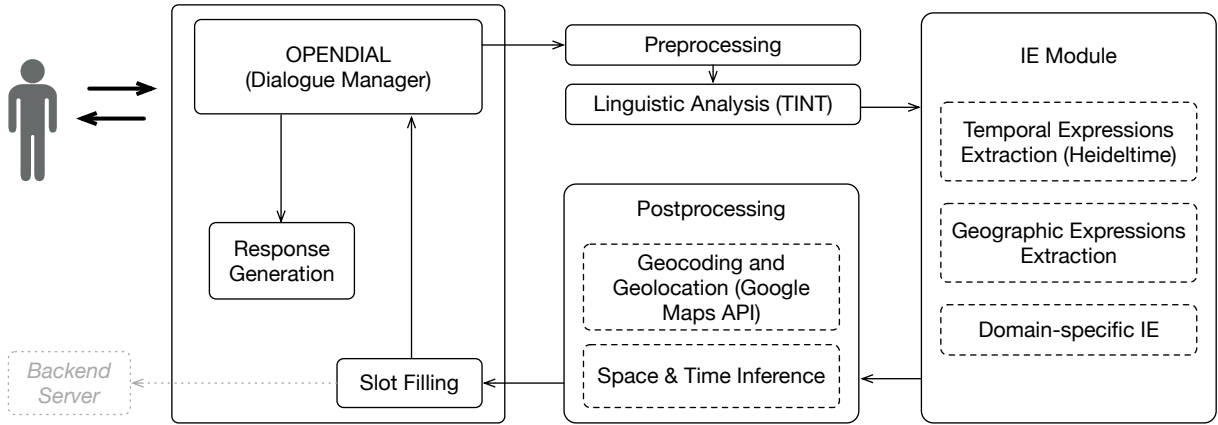 OPENDIAL
(Dialogue Manager)
Response
Generation
Slot Filling
Backend
Server
Preprocessing
Linguistic Analysis (TINT)
IE Module
Temporal Expressions
Extraction (Heideltime)
Geographic Expressions
Extraction
Domain-specific IE
Postprocessing
Geocoding and
Geolocation (Google
Maps API)
Space & Time Inference